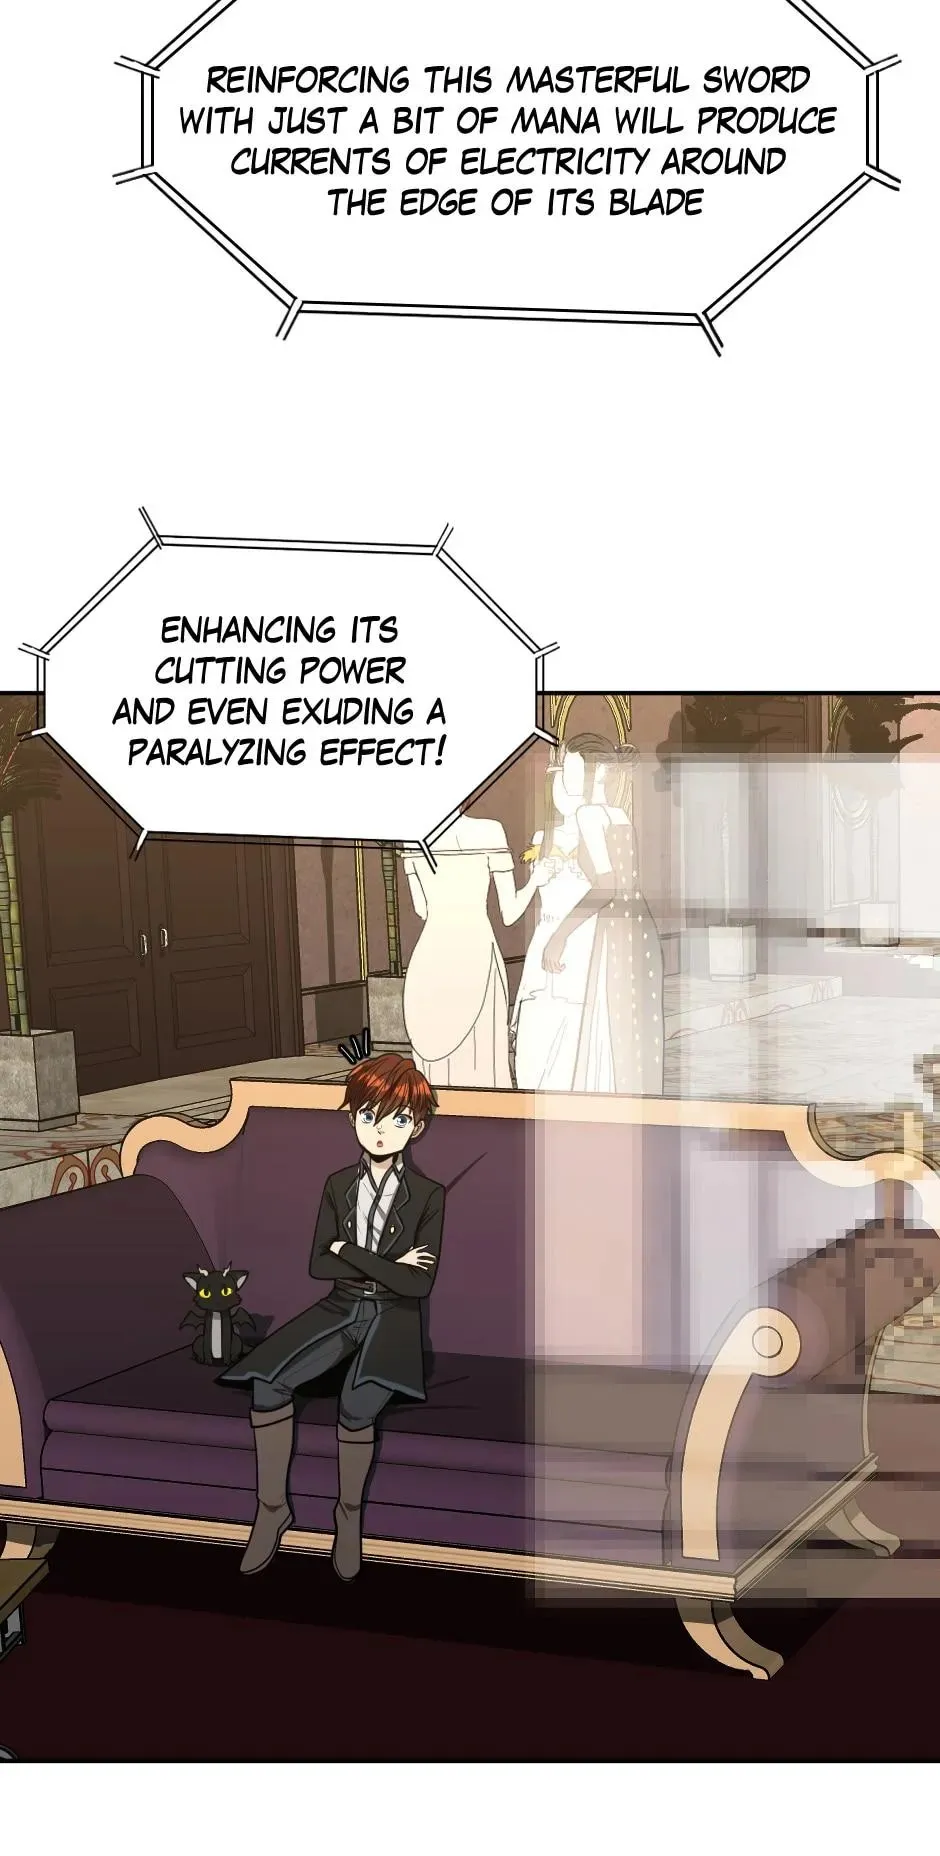 REINFORCING THIS MASTERFUL SWORD
WITH JUST A BIT OF MANA WILL PRODUCE
CURRENTS OF ELECTRICITY AROUND
THE EDGE OF ITS BLADE
ENHANCING ITS
CUTTING POWER
AND EVEN EXUDING A
PARALYZING EFFECT!